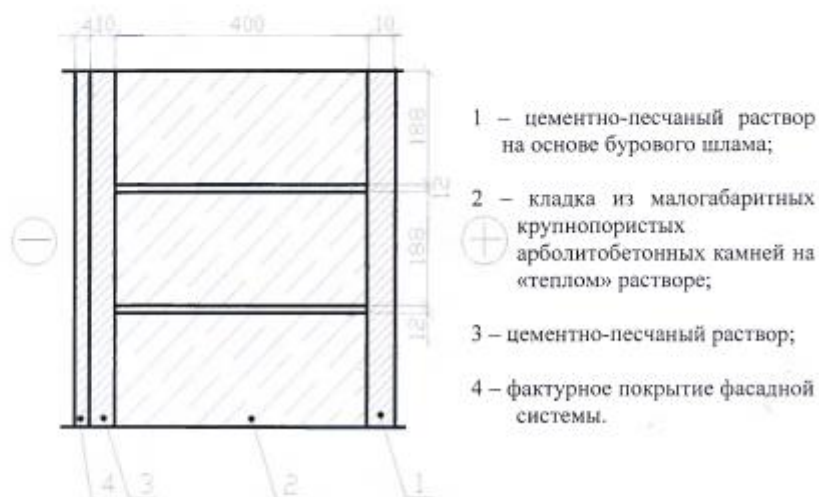 410 400 10
188
12
188
12
1 – цементно-песчаный раствор
на основе бурового шлама;
2 – кладка из малогабаритных
крупнопористых
арболитобетонных камней на
«теплом» растворе;
3 – цементно-песчаный раствор;
4 – фактурное покрытие фасадной
системы.
4 3 2 1